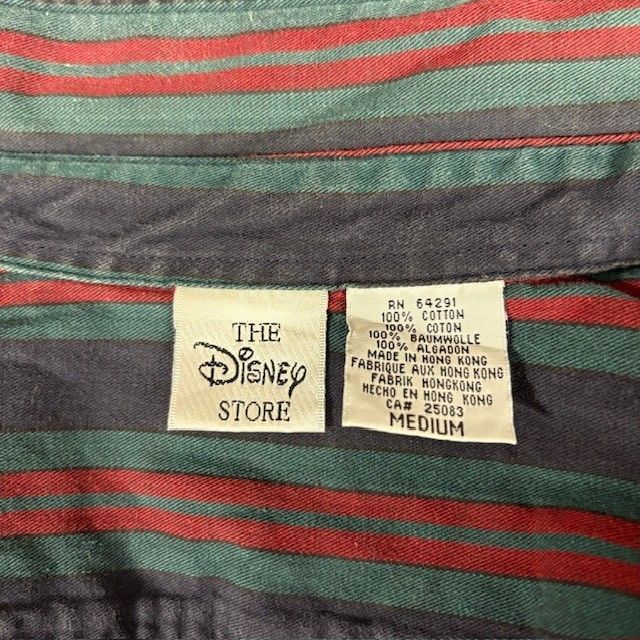 THE
DISNEY
STORE
RN 64291
100% COTTON
100% COTON
100% BAUMWOLLE
100% ALGODON
MADE IN HONG KONG
FABRIQUE AUX HONG KONG
FABRIK HONGKONG
HECHO EN HONG KONG
CA# 25083
MEDIUM